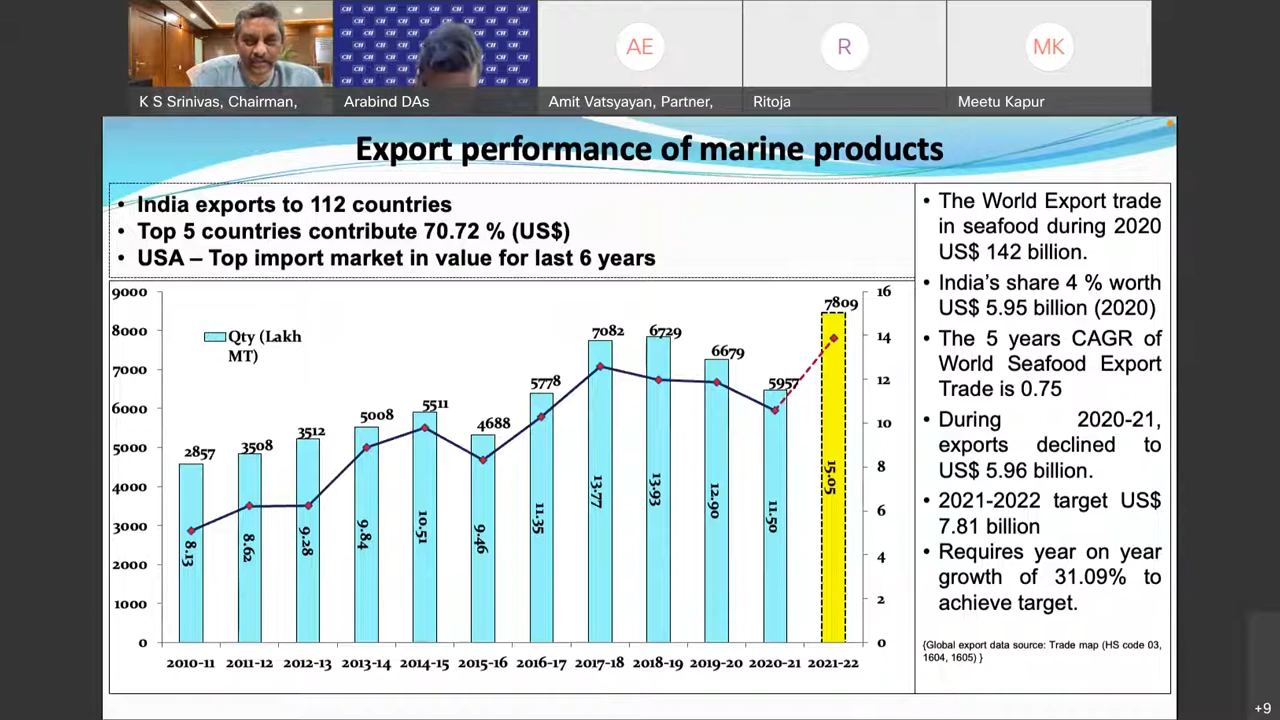 K S Srinivas, Chairman,
Arabind DAs
AE
Amit Vatsyayan, Partner,
R
Ritoja
MK
Meetu Kapur
Export performance of marine products
• India exports to 112 countries
• Top 5 countries contribute 70.72 % (US$)
• USA – Top import market in value for last 6 years
9000
8000
7000
6000
5000
4000
3000
2000
1000
0
Qty (Lakh
MT)
2857
3508
3512
5008
5511
4688
5778
7082
6729
6679
5957
7809
8.13
8.62
9.28
9.84
10.51
9.46
11.35
13.77
13.93
12.90
11.50
15.05
16
14
12
10
8
6
4
2
0
2010-11
2011-12
2012-13
2013-14
2014-15
2015-16
2016-17
2017-18
2018-19
2019-20
2020-21
2021-22
• The World Export trade
in seafood during 2020
US$ 142 billion.
• India’s share 4 % worth
US$ 5.95 billion (2020)
• The 5 years CAGR of
World Seafood Export
Trade is 0.75
• During 2020-21,
exports declined to
US$ 5.96 billion.
• 2021-2022 target US$
7.81 billion
• Requires year on year
growth of 31.09% to
achieve target.
{Global export data source: Trade map (HS code 03,
1604, 1605) }
+9